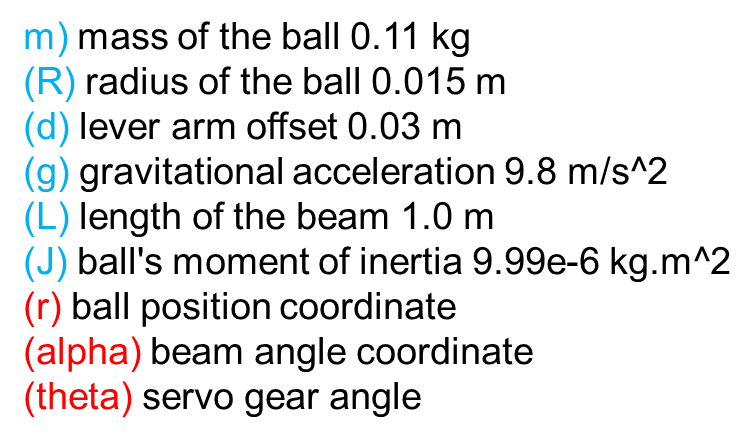 m) mass of the ball 0.11 kg
(R) radius of the ball 0.015 m
(d) lever arm offset 0.03 m
(g) gravitational acceleration 9.8 m/s^2
(L) length of the beam 1.0 m
(J) ball's moment of inertia 9.99e-6 kg.m^2
(r) ball position coordinate
(alpha) beam angle coordinate
(theta) servo gear angle